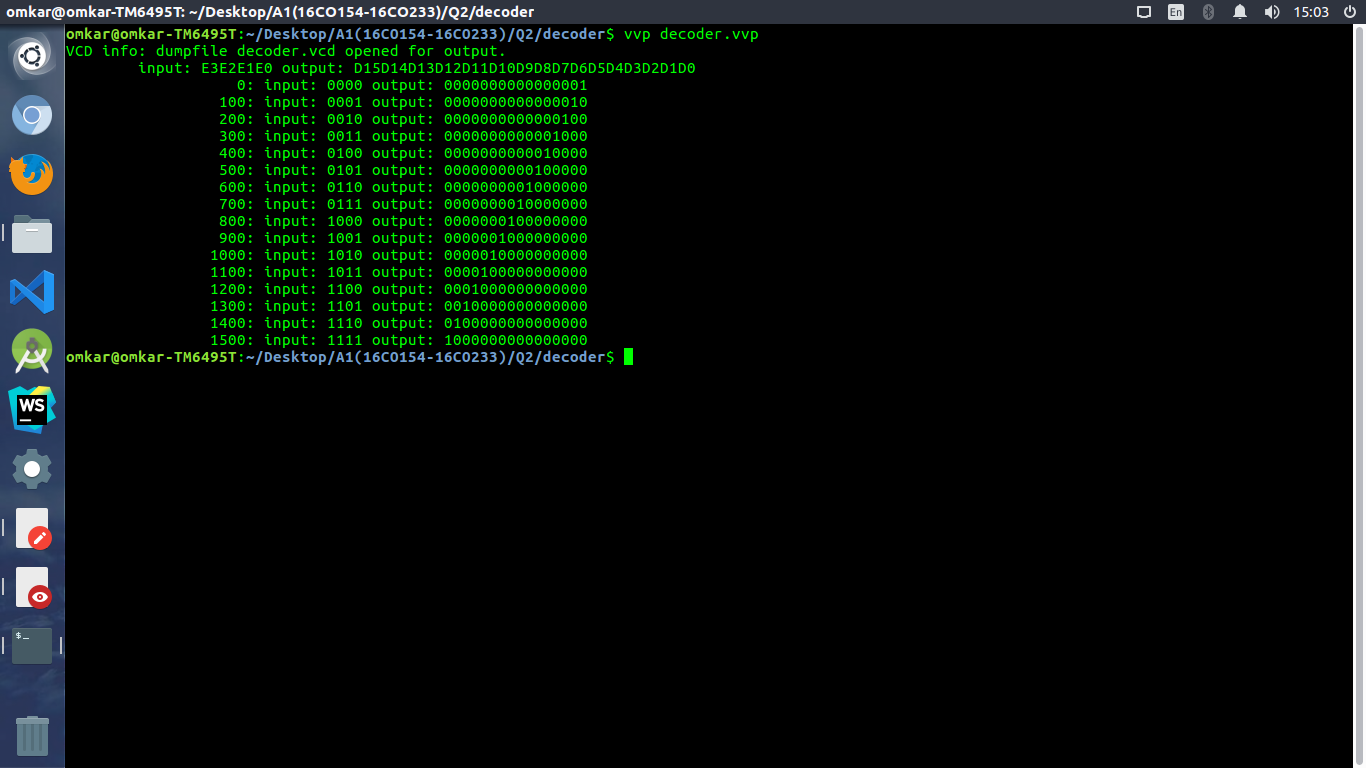 omkar@omkar-TM6495T: ~/Desktop/A1(16CO154-16CO233)/Q2/decoder En 15:03
omkar@omkar-TM6495T:~/Desktop/A1(16CO154-16CO233)/Q2/decoder$ vvp decoder.vvp
VCD info: dumpfile decoder.vcd opened for output.
input: E3E2E1E0 output: D15D14D13D12D11D10D9D8D7D6D5D4D3D2D1D0
0: input: 0000 output: 0000000000000001
100: input: 0001 output: 0000000000000010
200: input: 0010 output: 0000000000000100
300: input: 0011 output: 0000000000001000
400: input: 0100 output: 0000000000010000
500: input: 0101 output: 0000000000100000
600: input: 0110 output: 0000000001000000
700: input: 0111 output: 0000000010000000
800: input: 1000 output: 0000000100000000
900: input: 1001 output: 0000001000000000
1000: input: 1010 output: 0000010000000000
1100: input: 1011 output: 0000100000000000
1200: input: 1100 output: 0001000000000000
1300: input: 1101 output: 0010000000000000
1400: input: 1110 output: 0100000000000000
1500: input: 1111 output: 1000000000000000
omkar@omkar-TM6495T:~/Desktop/A1(16CO154-16CO233)/Q2/decoder$
WS
$_